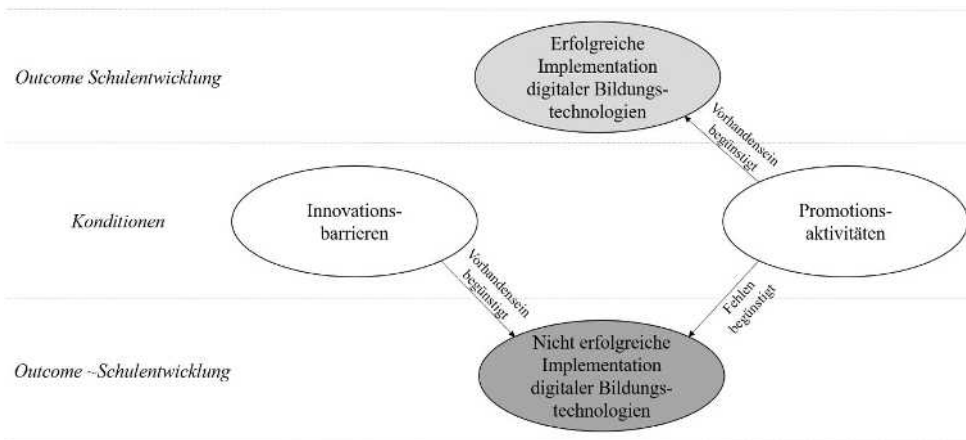 Outcome Schulentwicklung
Erfolgreiche
Implementation
digitaler Bildungs-
technologien
Vorhandensein
begünstigt
Konditionen
Innovations-
barrieren
Promotions-
aktivitäten
Vorhandensein
begünstigt
Fehlen
begünstigt
Outcome ~Schulentwicklung
Nicht erfolgreiche
Implementation
digitaler Bildungs-
technologien